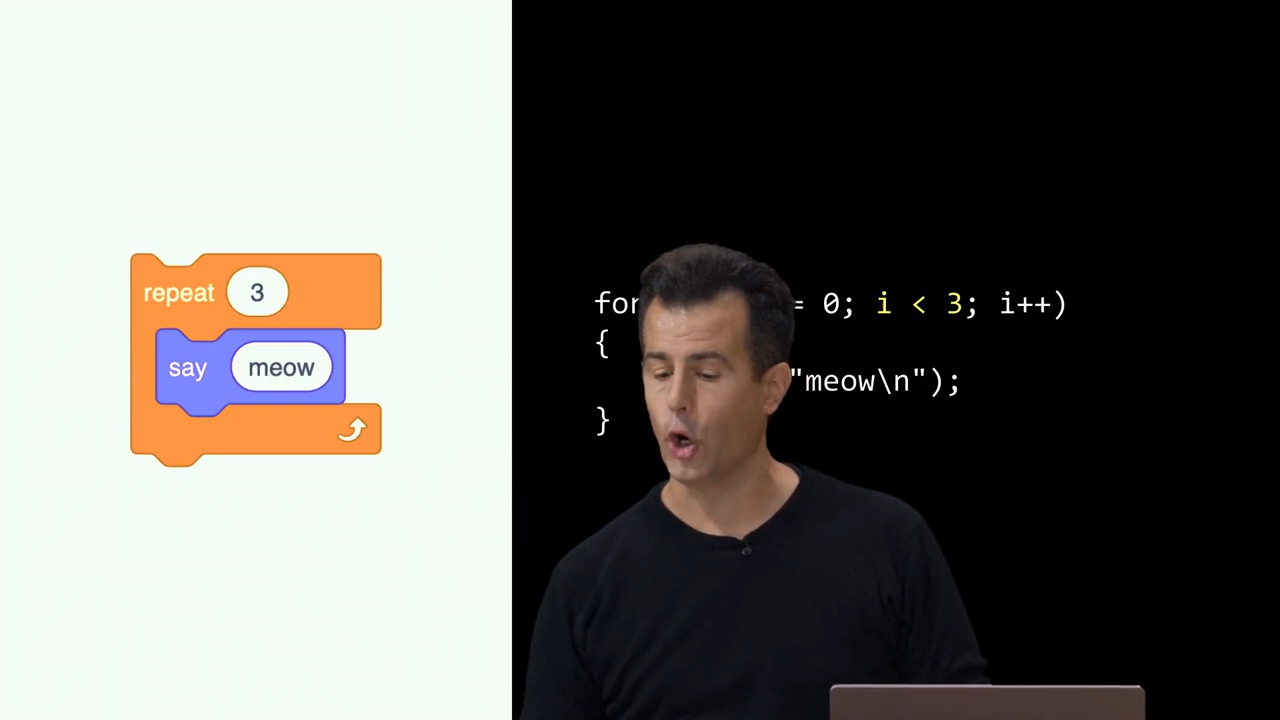 repeat 3
say meow
for = 0; i < 3; i++)
{
"meow\n");
}